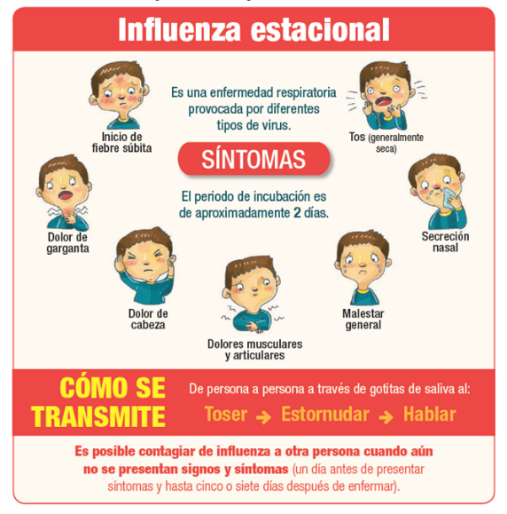 Influenza estacional
Es una enfermedad respiratoria
provocada por diferentes
tipos de virus.
Inicio de
fiebre súbita
Tos (generalmente
seca)
SÍNTOMAS
El periodo de incubación es
de aproximadamente 2 días.
Dolor de
garganta
Secreción
nasal
Dolor de
cabeza
Malestar
general
Dolores musculares
y articulares
CÓMO SE
TRANSMITE
De persona a persona a través de gotitas de saliva al:
Toser → Estornudar → Hablar
Es posible contagiar de influenza a otra persona cuando aún
no se presentan signos y síntomas (un día antes de presentar
síntomas y hasta cinco o siete días después de enfermar).